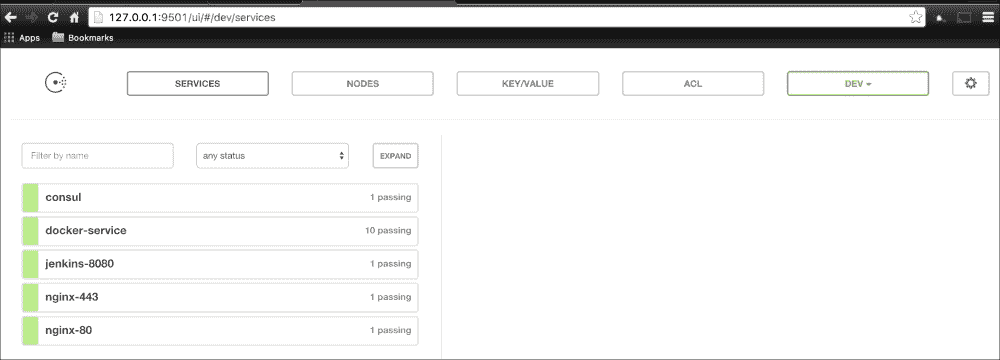 127.0.0.1:9501/ui/#/dev/services
Apps Bookmarks
SERVICES NODES KEY/VALUE ACL DEV
Filter by name any status EXPAND
consul 1 passing
docker-service 10 passing
jenkins-8080 1 passing
nginx-443 1 passing
nginx-80 1 passing